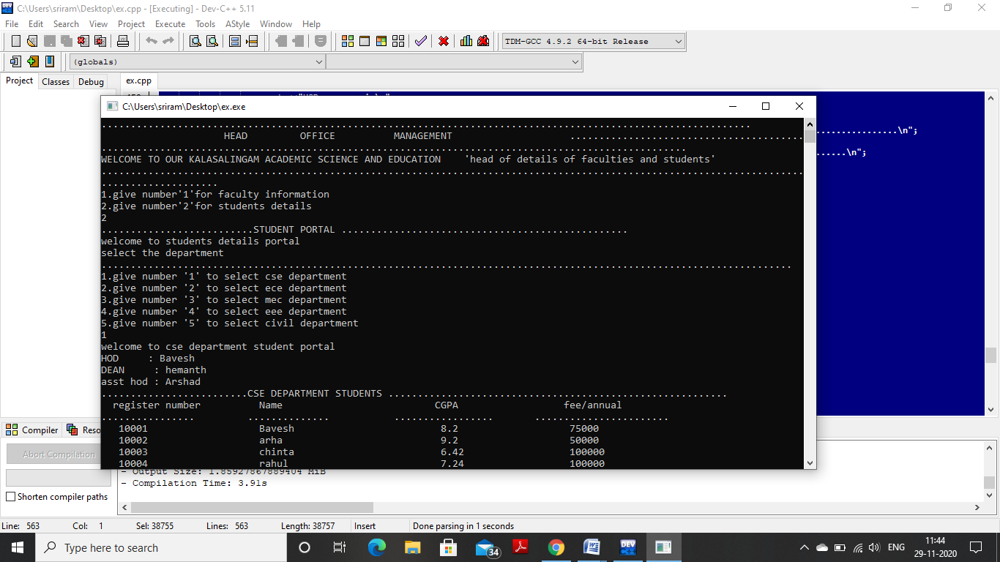 C:\Users\sriram\Desktop\ex.cpp - [Executing] - Dev-C++ 5.11
File Edit Search View Project Execute Tools AStyle Window Help
TDM-GCC 4.9.2 64-bit Release
(globals)
Project Classes Debug ex.cpp
C:\Users\sriram\Desktop\ex.exe
...............................................................................................................
HEAD OFFICE MANAGEMENT ........................................
....................................................................................................
WELCOME TO OUR KALASALINGAM ACADEMIC SCIENCE AND EDUCATION 'head of details of faculties and students'
........................................................................................................................
....................
1.give number'1'for faculty information
2.give number'2'for students details
2
..........................STUDENT PORTAL .................................................
welcome to students details portal
select the department
......................................................................................................................
1.give number '1' to select cse department
2.give number '2' to select ece department
3.give number '3' to select mec department
4.give number '4' to select eee department
5.give number '5' to select civil department
1
welcome to cse department student portal
HOD : Bavesh
DEAN : hemanth
asst hod : Arshad
.........................CSE DEPARTMENT STUDENTS ..........................................................
register number Name CGPA fee/annual
................ .............. ................. .......................
10001 Bavesh 8.2 75000
10002 arha 9.2 50000
10003 chinta 6.42 100000
10004 rahul 7.24 100000
..............\n";
......\n";
Compiler Reso
Abort Compilation
- Output Size: 1.85927867889404 MiB
- Compilation Time: 3.91s
Shorten compiler paths
Line: 563 Col: 1 Sel: 38755 Lines: 563 Length: 38757 Insert Done parsing in 1 seconds
Type here to search
34
DEV
ENG
11:44
29-11-2020